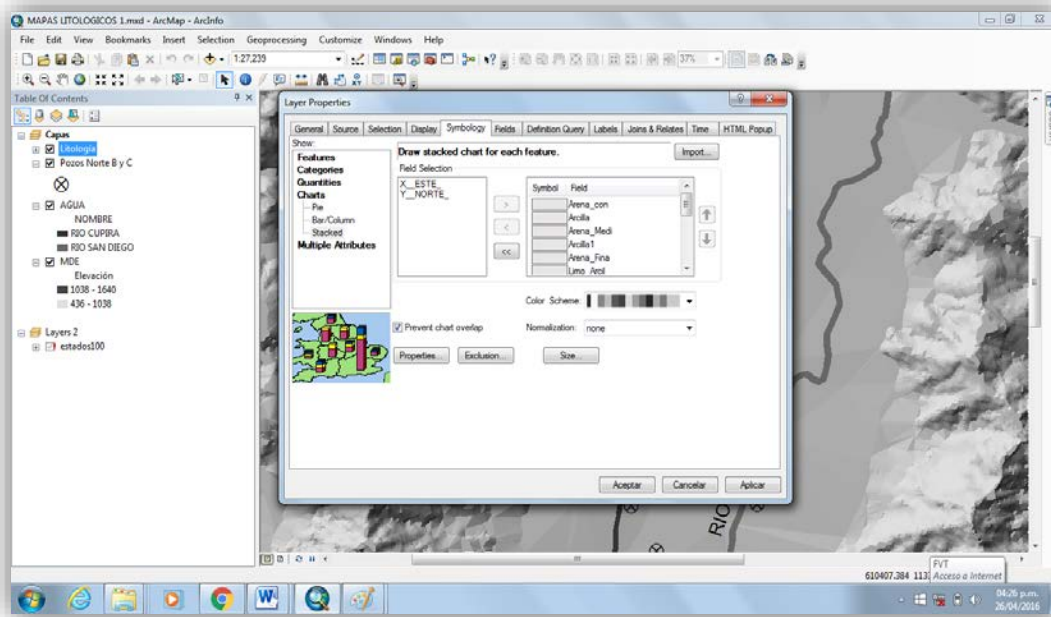 MAPAS LITOLOGICOS 1.mxd - ArcMap - ArcInfo
File Edit View Bookmarks Insert Selection Geoprocessing Customize Windows Help
1:27,239
37%
Table Of Contents
Capas
Litología
Pozos Norte B y C
AGUA
NOMBRE
RIO CUPIRA
RIO SAN DIEGO
MDE
Elevación
1038 - 1640
436 - 1038
Layers 2
estados100
Layer Properties
General Source Selection Display Symbology Fields Definition Query Labels Joins & Relates Time HTML Popup
Show:
Features
Categories
Quantities
Charts
Pie
Bar/Column
Stacked
Multiple Attributes
Draw stacked chart for each feature.
Import...
Field Selection
X__ESTE_
Y__NORTE_
>
<
<<
Symbol Field
Arena_con
Arcilla
Arena_Medi
Arcilla1
Arena_Fina
Limo_Arcil
Color Scheme:
Prevent chart overlap
Normalization: none
Properties... Exclusion... Size...
Aceptar Cancelar Aplicar
RIO
FVT
Acceso a Internet
04:26 p.m.
26/04/2016